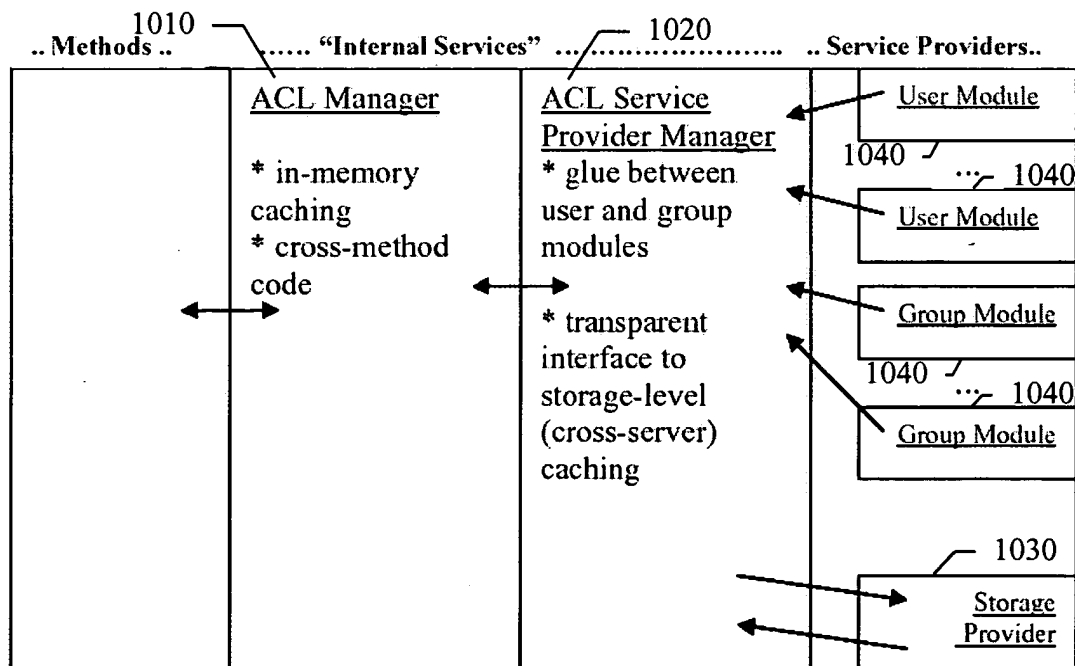 1010
1020
.. Methods .. ...... “Internal Services” ........................ .. Service Providers..
ACL Manager
* in-memory
caching
* cross-method
code
ACL Service
Provider Manager
* glue between
user and group
modules
* transparent
interface to
storage-level
(cross-server)
caching
User Module
1040
... 1040
User Module
Group Module
1040
... 1040
Group Module
1030
Storage
Provider